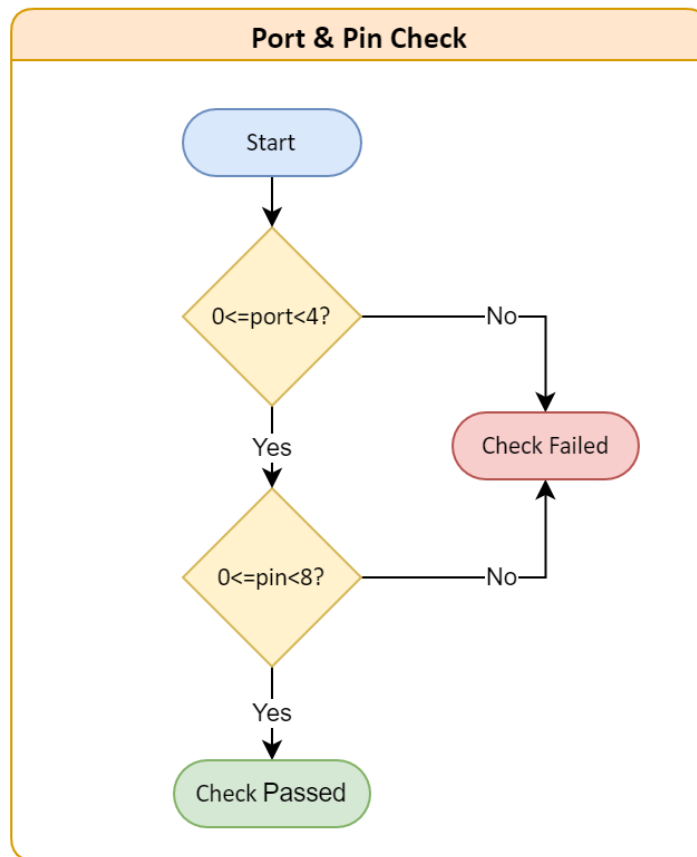 Port & Pin Check
Start
0<=port<4?
No
Yes
Check Failed
0<=pin<8?
No
Yes
Check Passed